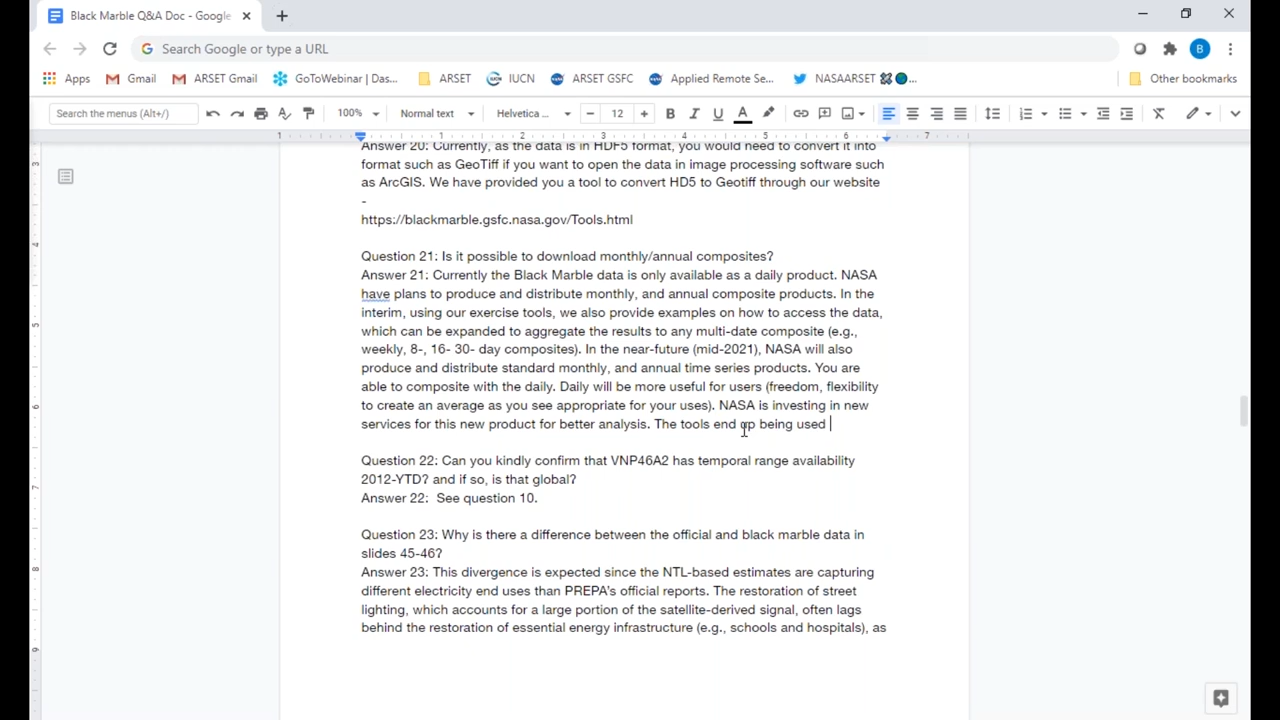 Black Marble Q&A Doc - Google
Search Google or type a URL
Apps Gmail ARSET Gmail GoToWebinar | Das... ARSET IUCN ARSET GSFC Applied Remote Se... NASAARSET Other bookmarks
Search the menus (Alt+/) 100% Normal text Helvetica ... 12 B I U A
1 1 2 3 4 5 6 7
Answer 20: Currently, as the data is in HDF5 format, you would need to convert it into
format such as GeoTiff if you want to open the data in image processing software such
as ArcGIS. We have provided you a tool to convert HD5 to Geotiff through our website
-
https://blackmarble.gsfc.nasa.gov/Tools.html
Question 21: Is it possible to download monthly/annual composites?
Answer 21: Currently the Black Marble data is only available as a daily product. NASA
have plans to produce and distribute monthly, and annual composite products. In the
interim, using our exercise tools, we also provide examples on how to access the data,
which can be expanded to aggregate the results to any multi-date composite (e.g.,
weekly, 8-, 16- 30- day composites). In the near-future (mid-2021), NASA will also
produce and distribute standard monthly, and annual time series products. You are
able to composite with the daily. Daily will be more useful for users (freedom, flexibility
to create an average as you see appropriate for your uses). NASA is investing in new
services for this new product for better analysis. The tools end up being used
Question 22: Can you kindly confirm that VNP46A2 has temporal range availability
2012-YTD? and if so, is that global?
Answer 22:  See question 10.
Question 23: Why is there a difference between the official and black marble data in
slides 45-46?
Answer 23: This divergence is expected since the NTL-based estimates are capturing
different electricity end uses than PREPA's official reports. The restoration of street
lighting, which accounts for a large portion of the satellite-derived signal, often lags
behind the restoration of essential energy infrastructure (e.g., schools and hospitals), as